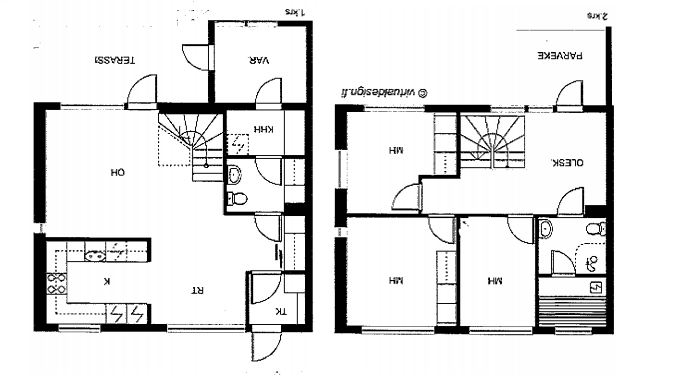 1.krs
2.krs
TERASSI
VAR.
PARVEKE
© virtualdesign.fi
KHH
MH
OLESK.
OH
K
RT
TK
MH
MH